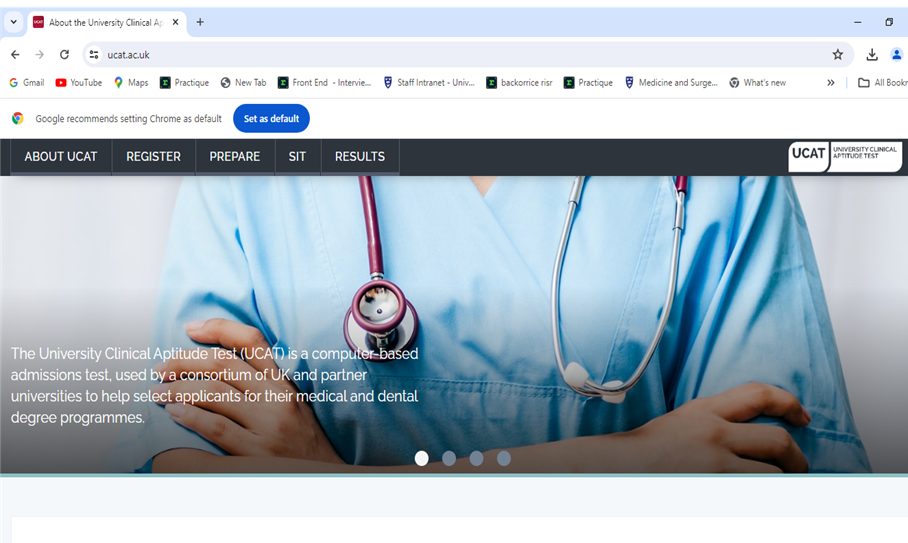 About the University Clinical Ap
ucat.ac.uk
Gmail YouTube Maps Practique New Tab Front End - Intervie... Staff Intranet - Univ... backorrice risr Practique Medicine and Surge... What's new All Bookr
Google recommends setting Chrome as default Set as default
ABOUT UCAT REGISTER PREPARE SIT RESULTS
UCAT UNIVERSITY CLINICAL
APTITUDE TEST
The University Clinical Aptitude Test (UCAT) is a computer-based
admissions test, used by a consortium of UK and partner
universities to help select applicants for their medical and dental
degree programmes.